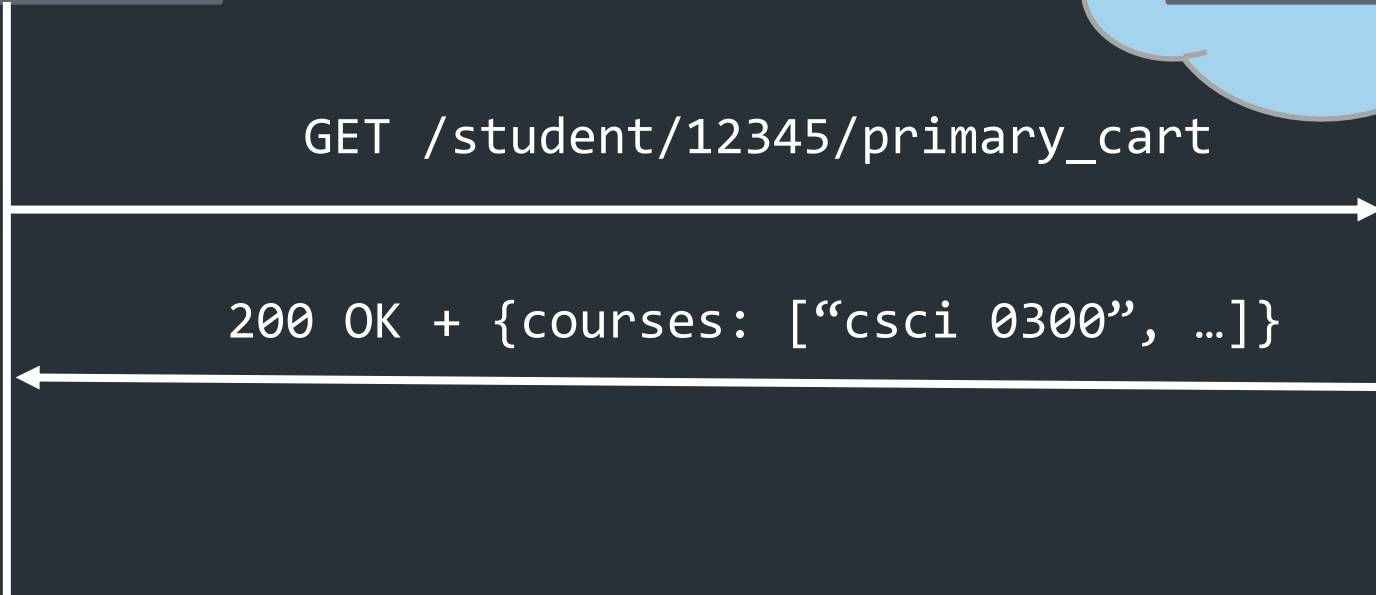 GET /student/12345/primary_cart
200 OK + {courses: [“csci 0300”, …]}